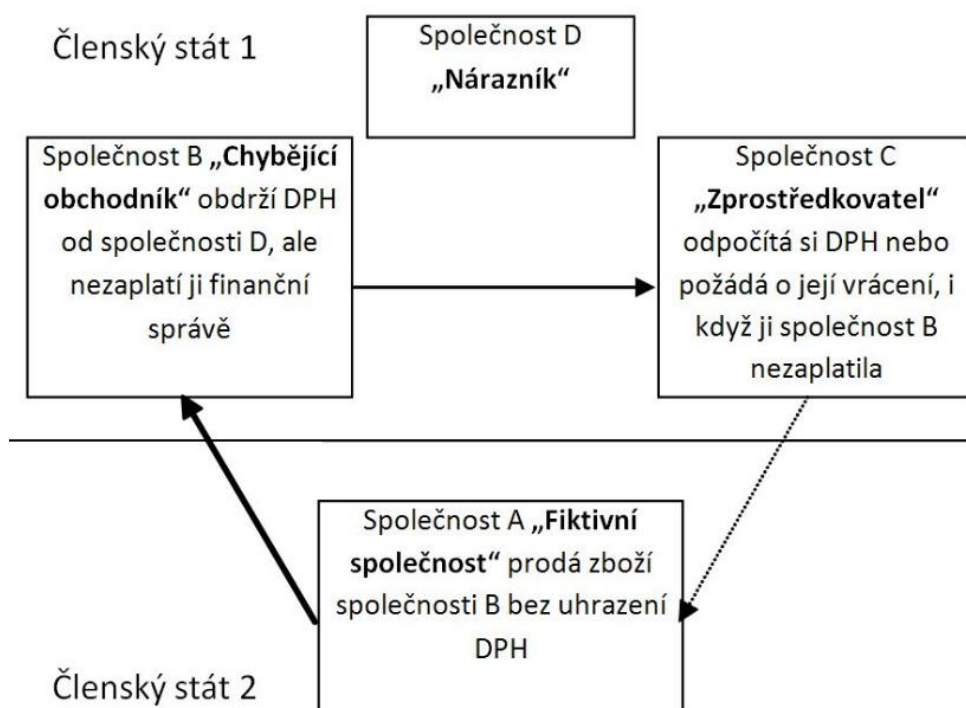 Členský stát 1
Společnost D
„Nárazník“
Společnost B „Chybějící
obchodník“ obdrží DPH
od společnosti D, ale
nezaplatí ji finanční
správě
Společnost C
„Zprostředkovatel“
odpočítá si DPH nebo
požádá o její vrácení, i
když ji společnost B
nezaplatila
Společnost A „Fiktivní
společnost“ prodá zboží
společnosti B bez uhrazení
DPH
Členský stát 2